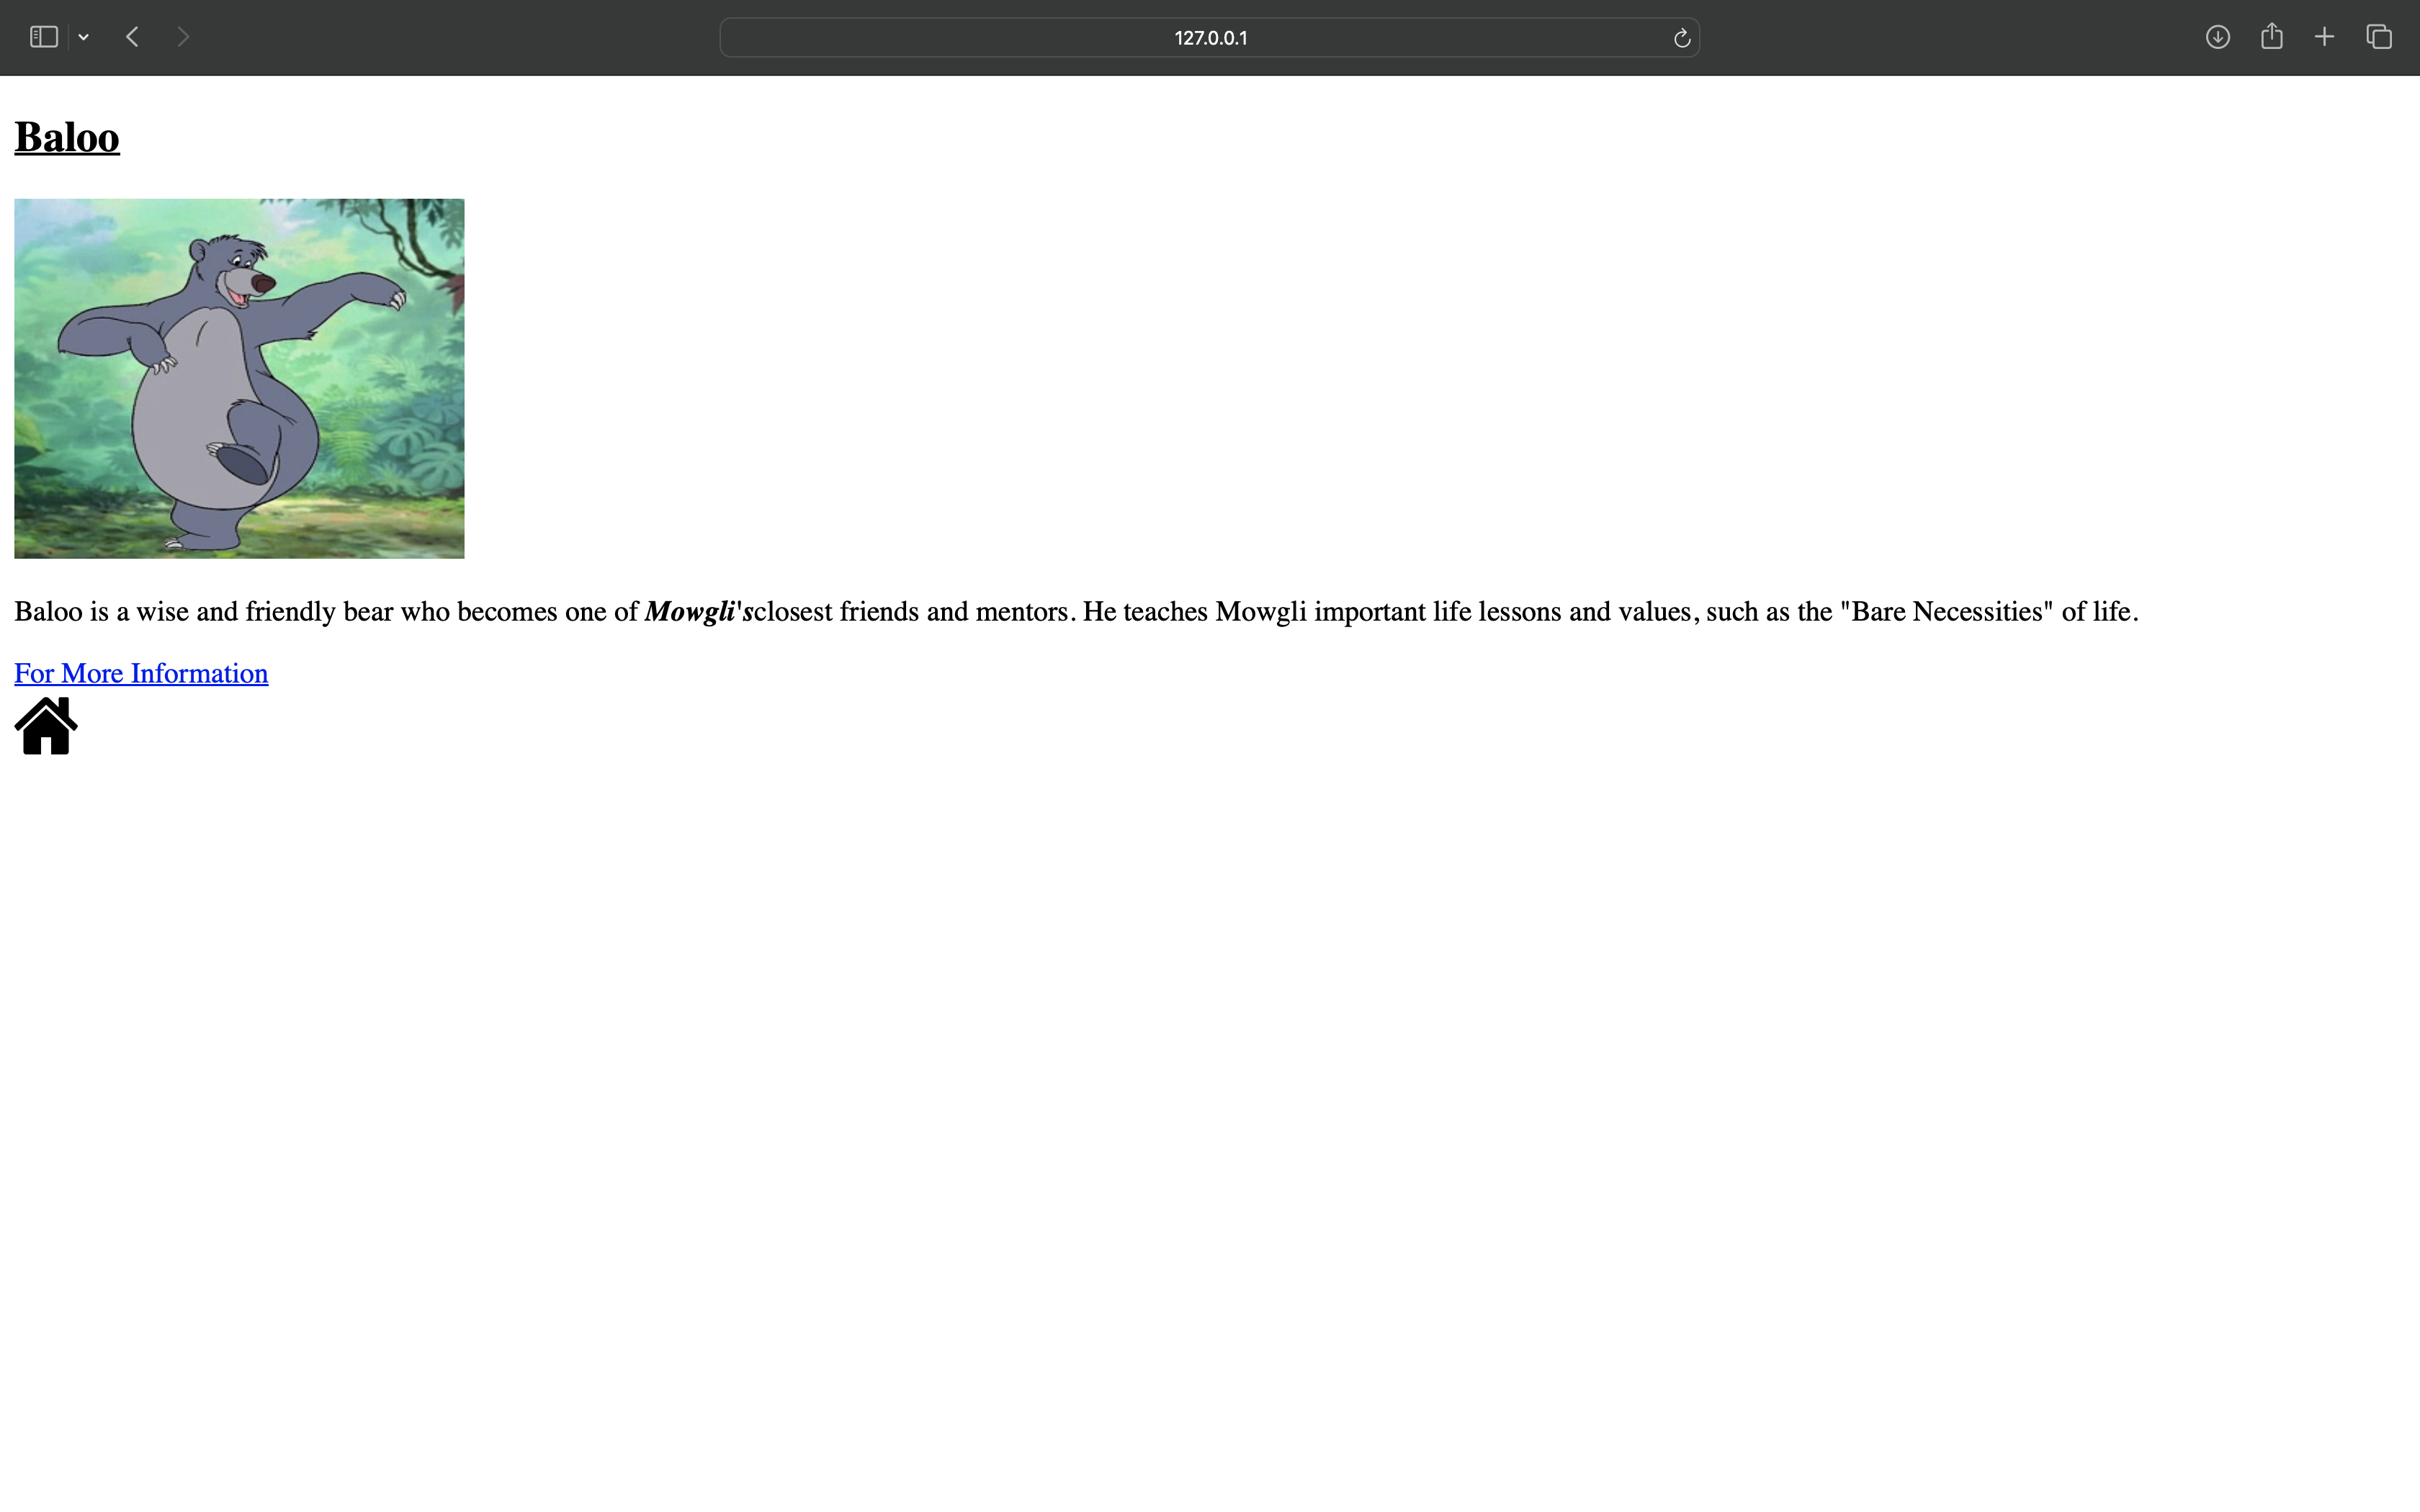 127.0.0.1
Baloo
Baloo is a wise and friendly bear who becomes one of Mowgli'sclosest friends and mentors. He teaches Mowgli important life lessons and values, such as the "Bare Necessities" of life.
For More Information